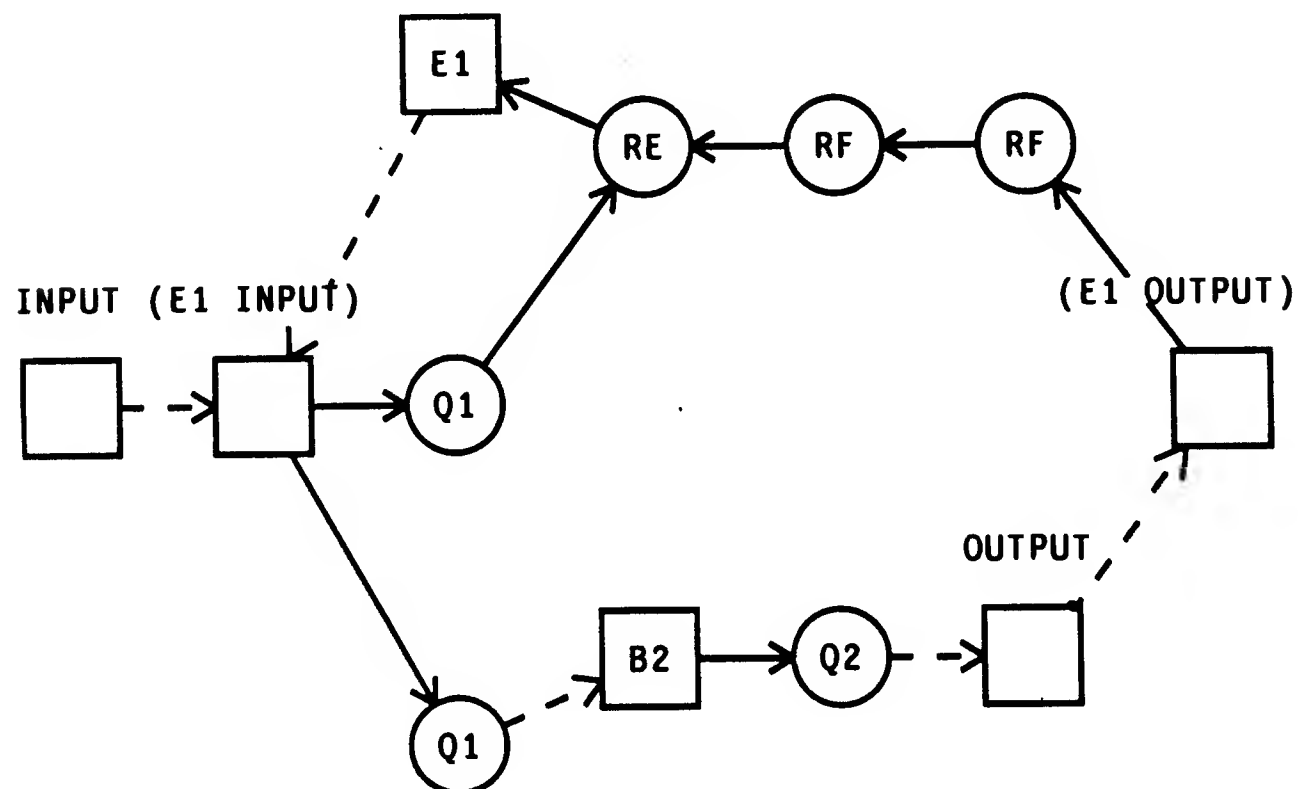 E1
RE RF RF
INPUT (E1 INPUT)
(E1 OUTPUT)
Q1
OUTPUT
B2 Q2
Q1